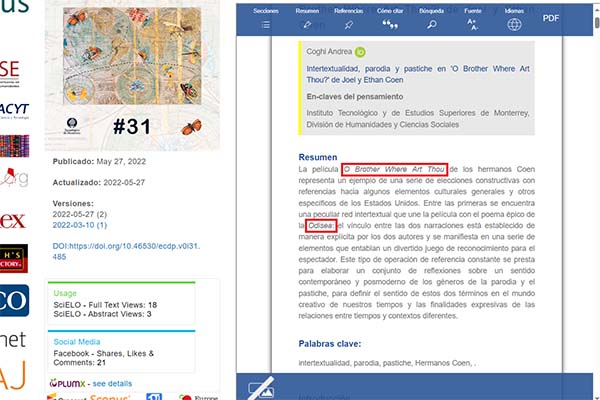 us
SE
ACYT
org
ex
H'S
ECTORY
CO
net
AJ
#31
Publicado: May 27, 2022
Actualizado: 2022-05-27
Versiones:
2022-05-27 (2)
2022-03-10 (1)
DOI:https://doi.org/10.46530/ecdp.v0i31.
485
Usage
SciELO - Full Text Views: 18
SciELO - Abstract Views: 3
Social Media
Facebook - Shares, Likes &
Comments: 21
PLUMX - see details
Secciones
Resumen
Referencias
Cómo citar
Búsqueda
Fuente
Idiomas
A+
A-
PDF
Coen
Coghi Andrea iD
Intertextualidad, parodia y pastiche en 'O Brother Where Art
Thou?' de Joel y Ethan Coen
En-claves del pensamiento
Instituto Tecnológico y de Estudios Superiores de Monterrey,
División de Humanidades y Ciencias Sociales
Resumen
La película O Brother Where Art Thou de los hermanos Coen
representa un ejemplo de una serie de elecciones constructivas con
referencias hacia algunos elementos culturales generales y otros
específicos de los Estados Unidos. Entre las primeras se encuentra
una peculiar red intertextual que une la película con el poema épico de
la Odisea: el vínculo entre las dos narraciones está establecido de
manera explícita por los dos autores y se manifiesta en una serie de
elementos que entablan un divertido juego de reconocimiento para el
espectador. Este tipo de operación de referencia constante se presta
para elaborar un conjunto de reflexiones sobre un sentido
contemporáneo y posmoderno de los géneros de la parodia y el
pastiche, para definir el sentido de estos dos términos en el mundo
creativo de nuestros tiempos y las finalidades expresivas de las
relaciones entre tiempos y contextos diferentes.
Palabras clave:
intertextualidad, parodia, pastiche, Hermanos Coen, .
Introducción